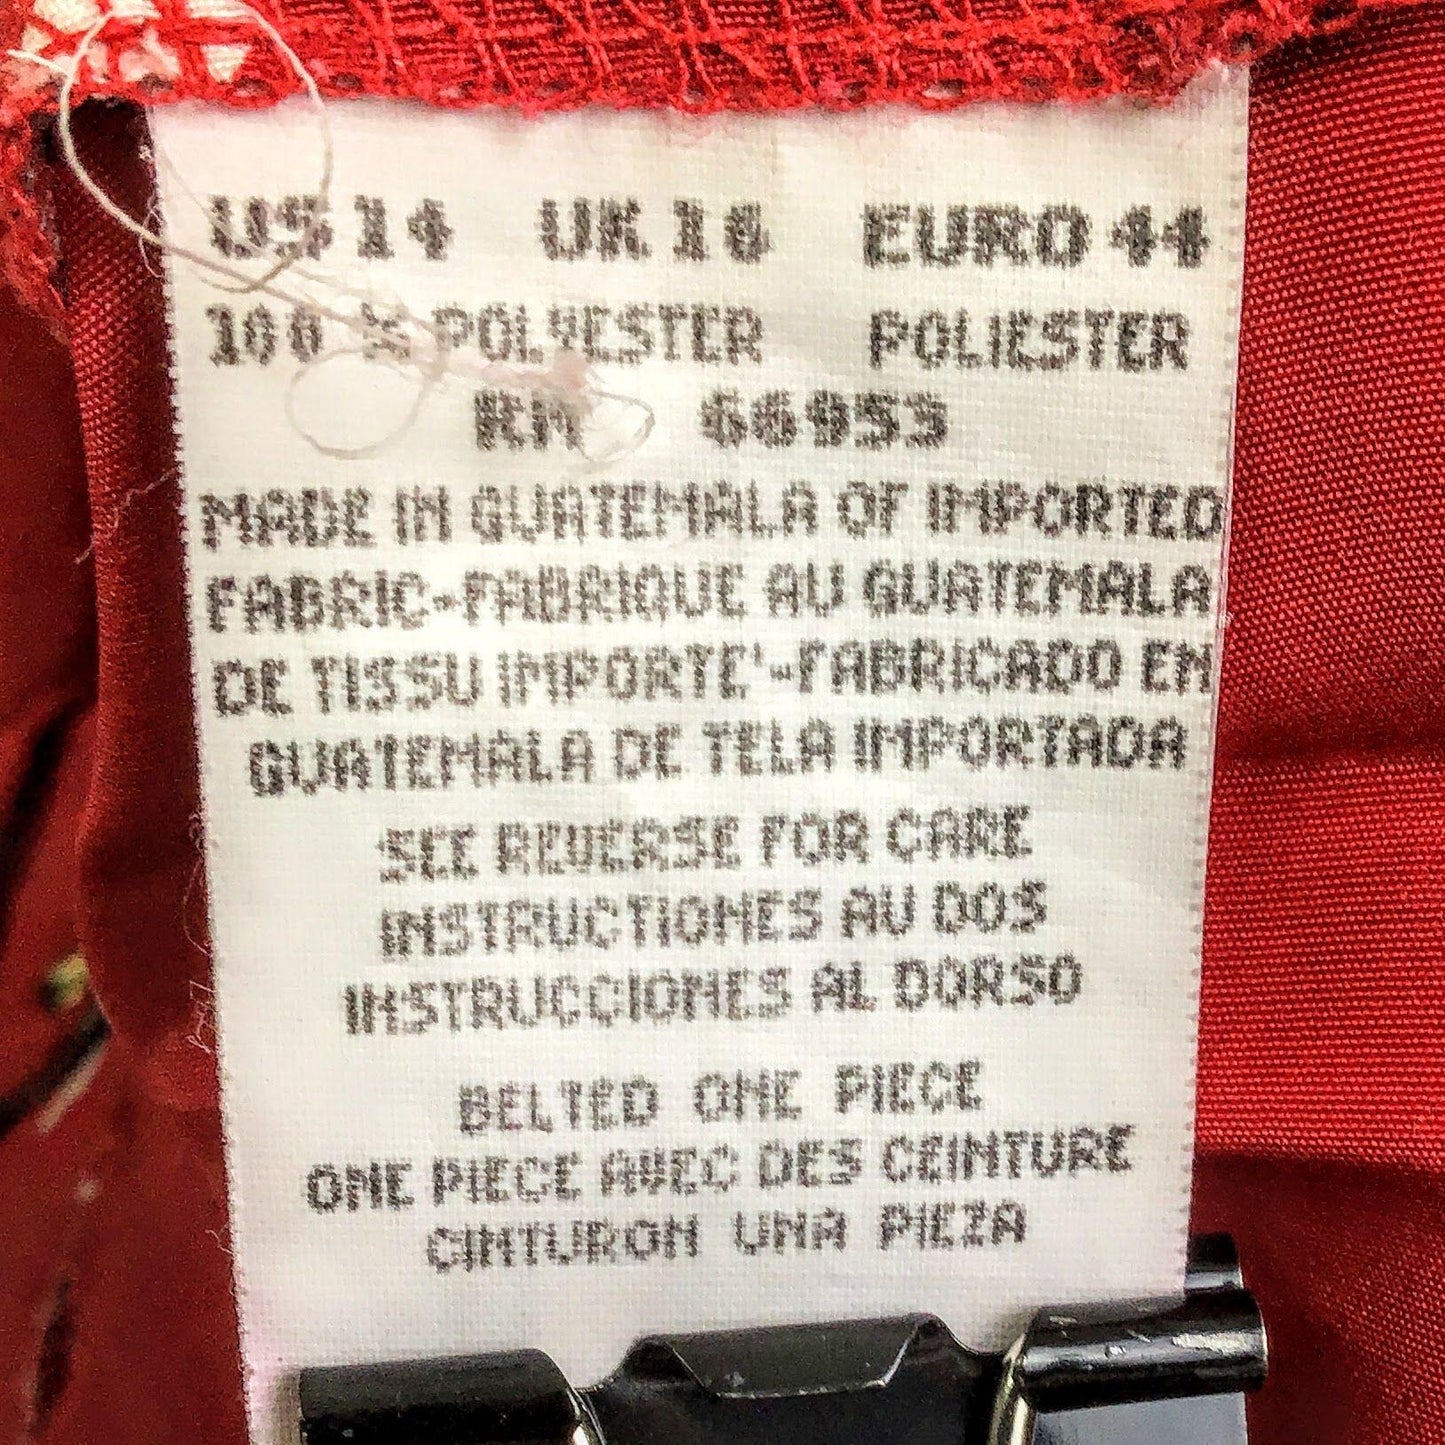 US 14 UK 16 EURO 44
100 % POLYESTER POLIESTER
RN 66953
MADE IN GUATEMALA OF IMPORTED
FABRIC-FABRIQUE AU GUATEMALA
DE TISSU IMPORTE'-FABRICADO EN
GUATEMALA DE TELA IMPORTADA
SEE REVERSE FOR CARE
INSTRUCTIONES AU DOS
INSTRUCCIONES AL DORSO
BELTED ONE PIECE
ONE PIECE AVEC DES CEINTURE
CINTURON UNA PIEZA